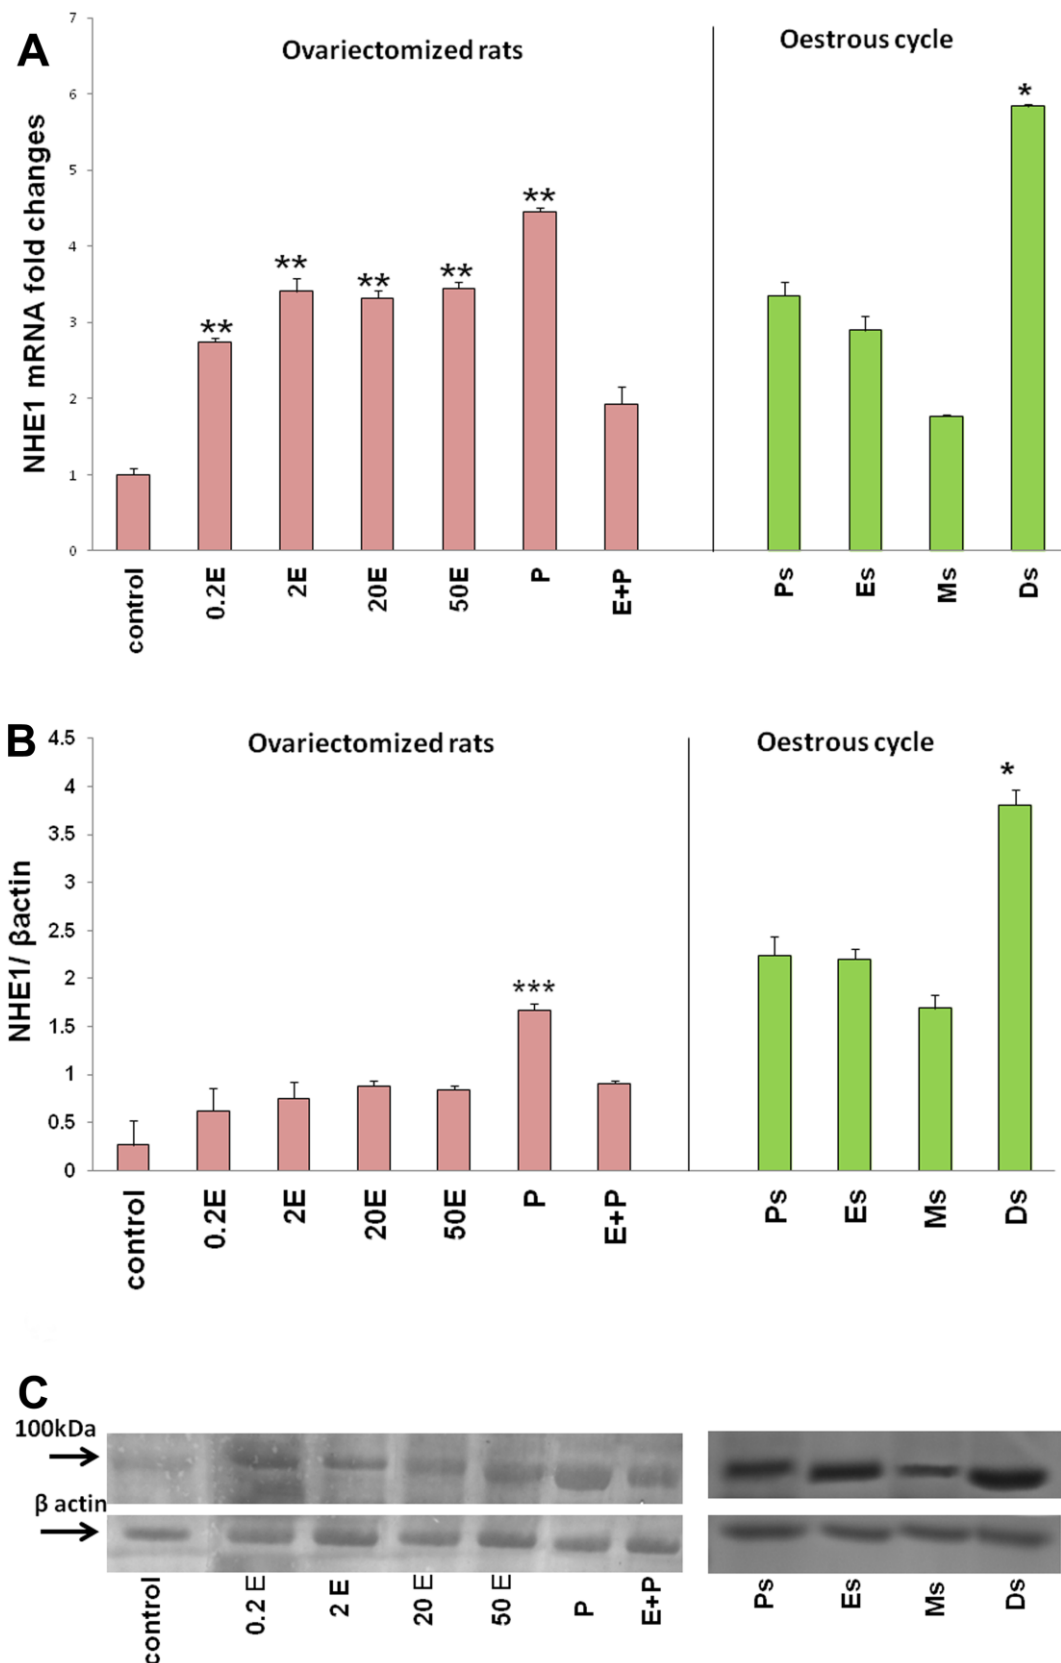 A
Ovariectomized rats
Oestrous cycle
NHE1 mRNA fold changes
7
6
5
4
3
2
1
0
**
**
**
**
**
*
control
0.2E
2E
20E
50E
P
E+P
Ps
Es
Ms
Ds
B
Ovariectomized rats
Oestrous cycle
NHE1/ βactin
4.5
4
3.5
3
2.5
2
1.5
1
0.5
0
***
*
control
0.2E
2E
20E
50E
P
E+P
Ps
Es
Ms
Ds
C
100kDa
β actin
control
0.2 E
2 E
20 E
50 E
P
E+P
Ps
Es
Ms
Ds